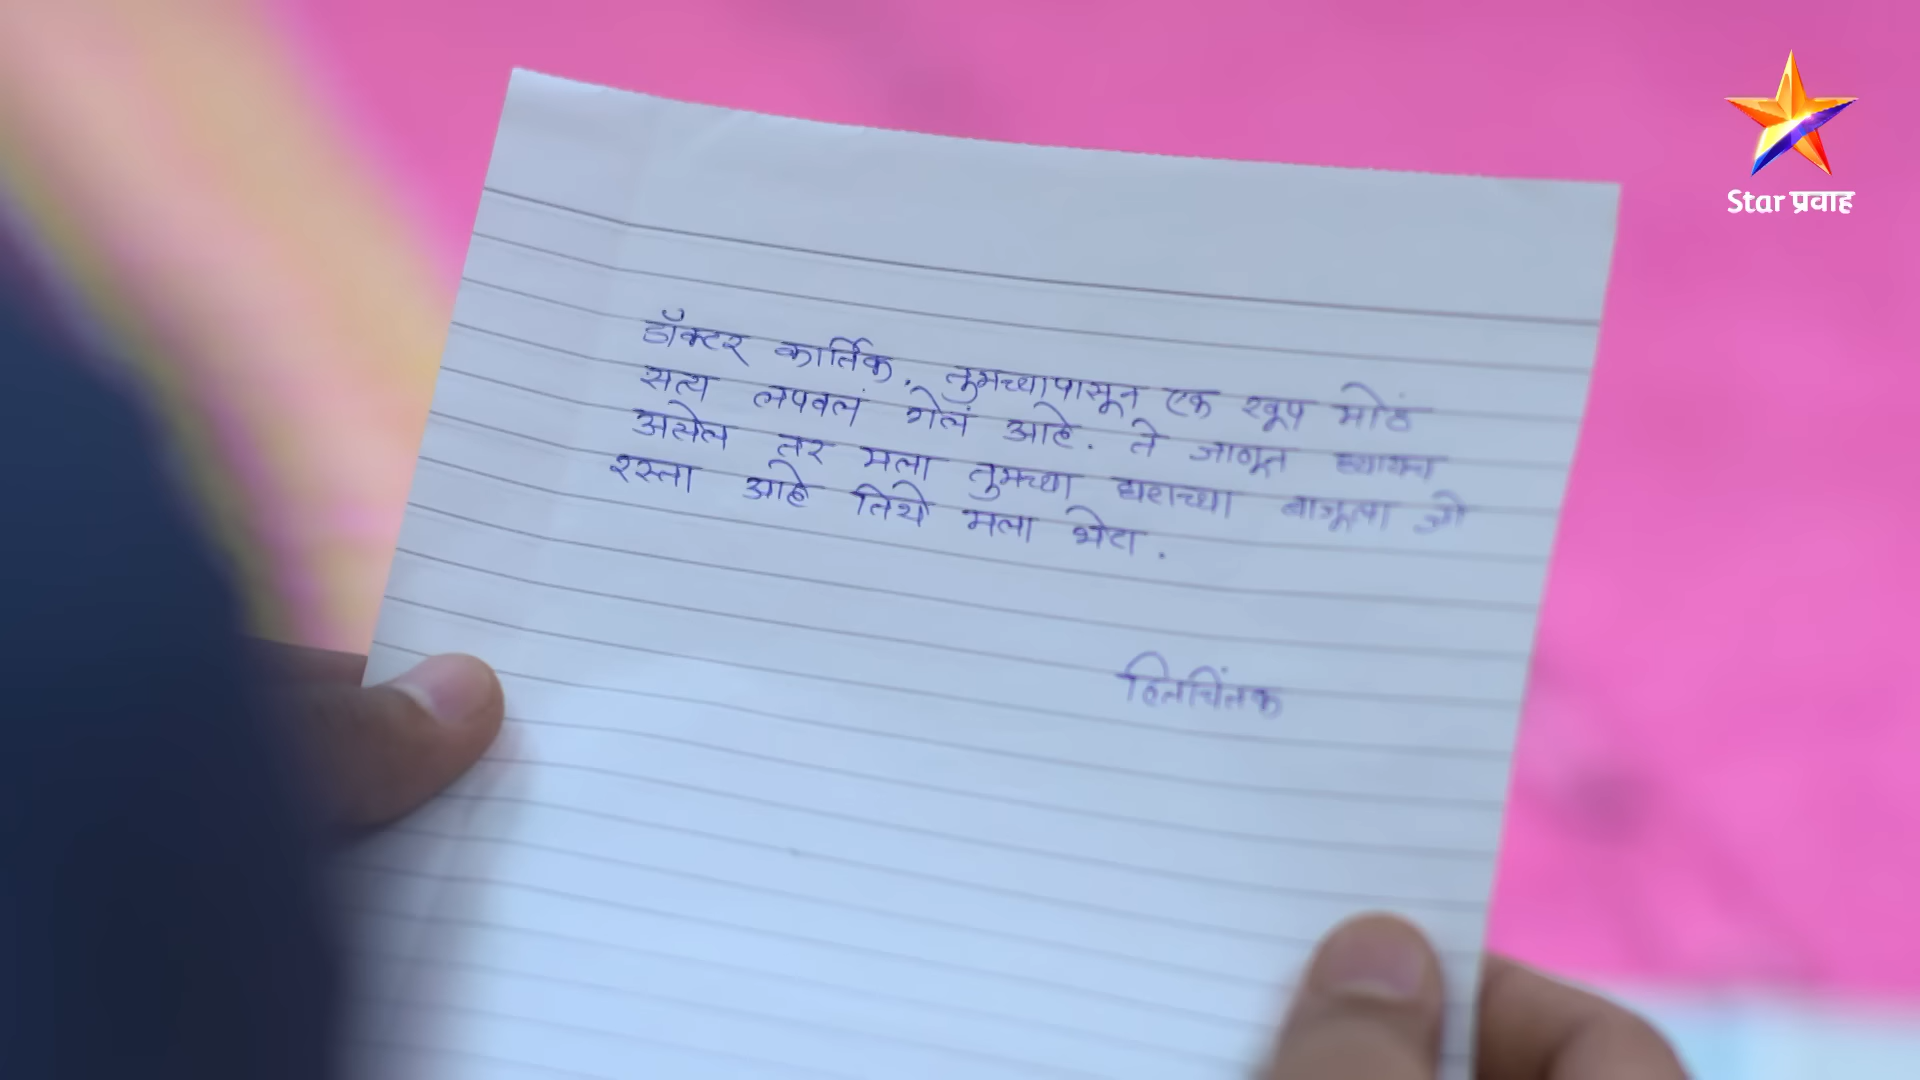 Star प्रवाह
डॉक्टर कार्तिक, तुमच्यापासून एक खूप मोठं
सत्य लपवलं गेलं आहे. ते जाणून घ्यायचं
असेल तर मला तुमच्या घराच्या बाजूला जो
रस्ता आहे तिथे मला भेटा.
हितचिंतक